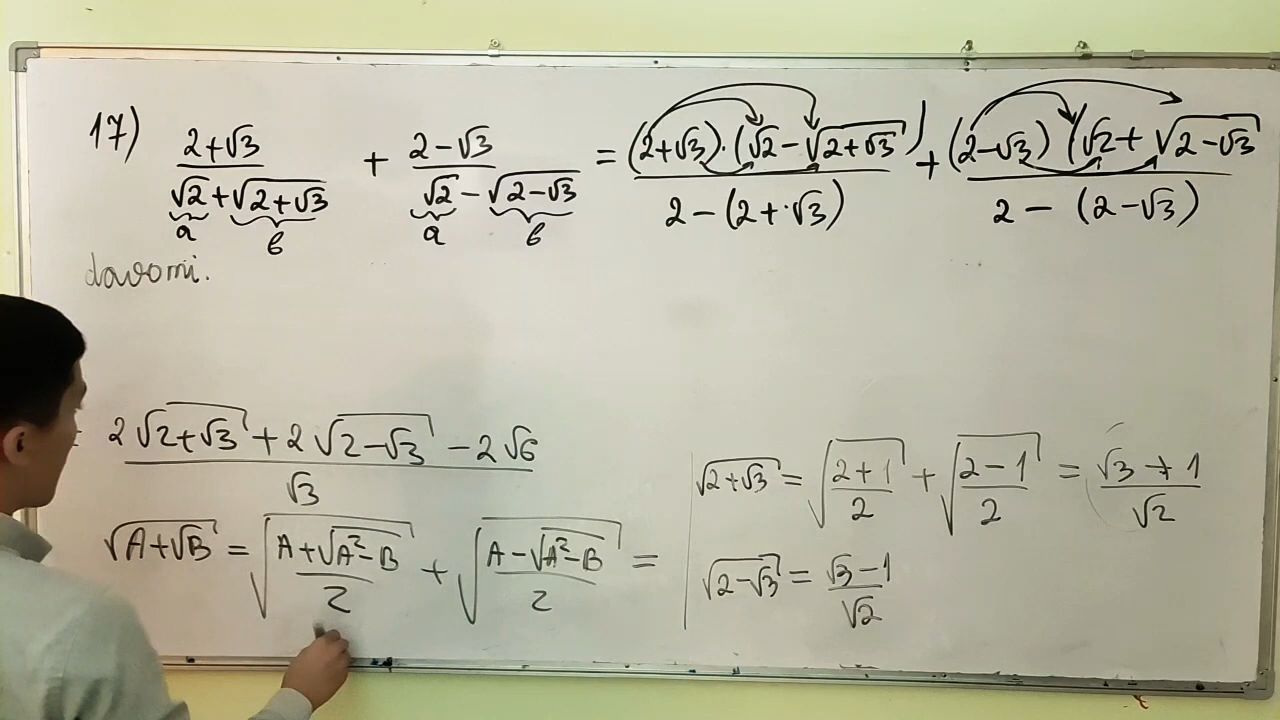 17) (2+√3)/(√2+√(2+√3)) + (2-√3)/(√2-√(2-√3)) = ((2+√3)·(√2-√(2+√3)))/(2-(2+·√3)) + ((2-√3)(√2+√(2-√3)))/(2-(2-√3))
a b a b
davomi.
(2√(2+√3)+2√(2-√3)-2√6)/√3
√(A+√B) = √((A+√(A²-B))/2) + √((A-√(A²-B))/2) =
√(2+√3) = √((2+1)/2) + √((2-1)/2) = (√3+1)/√2
√(2-√3) = (√3-1)/√2